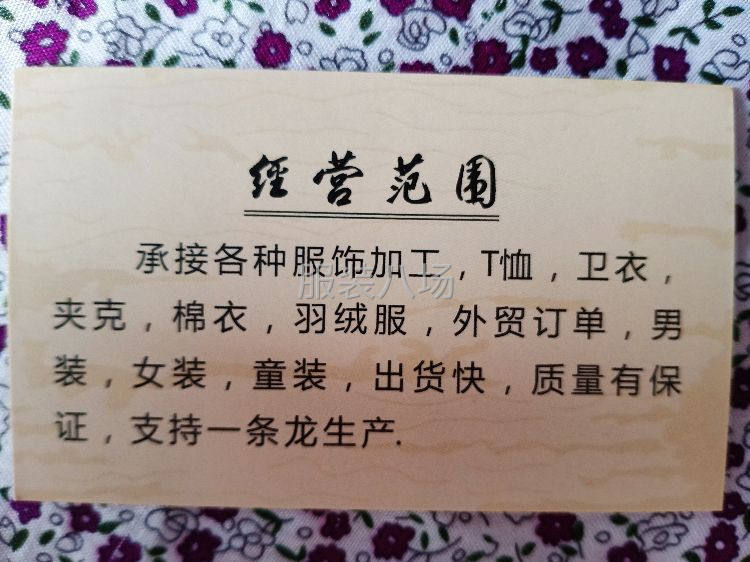 经营范围
承接各种服饰加工，T恤，卫衣，
夹克，棉衣，羽绒服，外贸订单，男
装，女装，童装，出货快，质量有保
证，支持一条龙生产.
服装八场